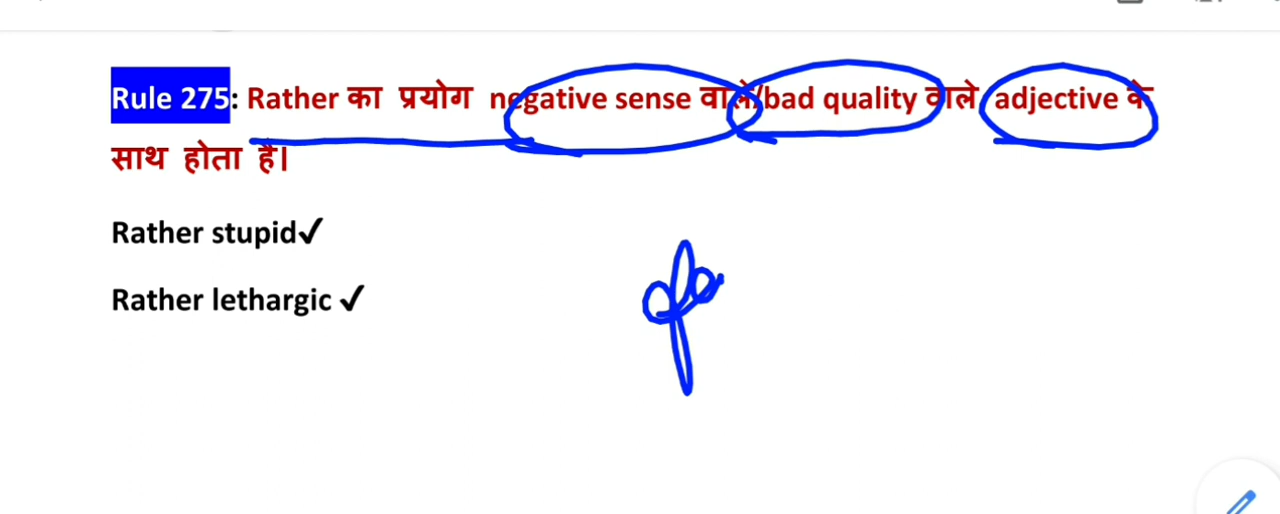 Rule 275: Rather का प्रयोग negative sense वाले/bad quality वाले adjective के
साथ होता है।
Rather stupid✓
Rather lethargic ✓